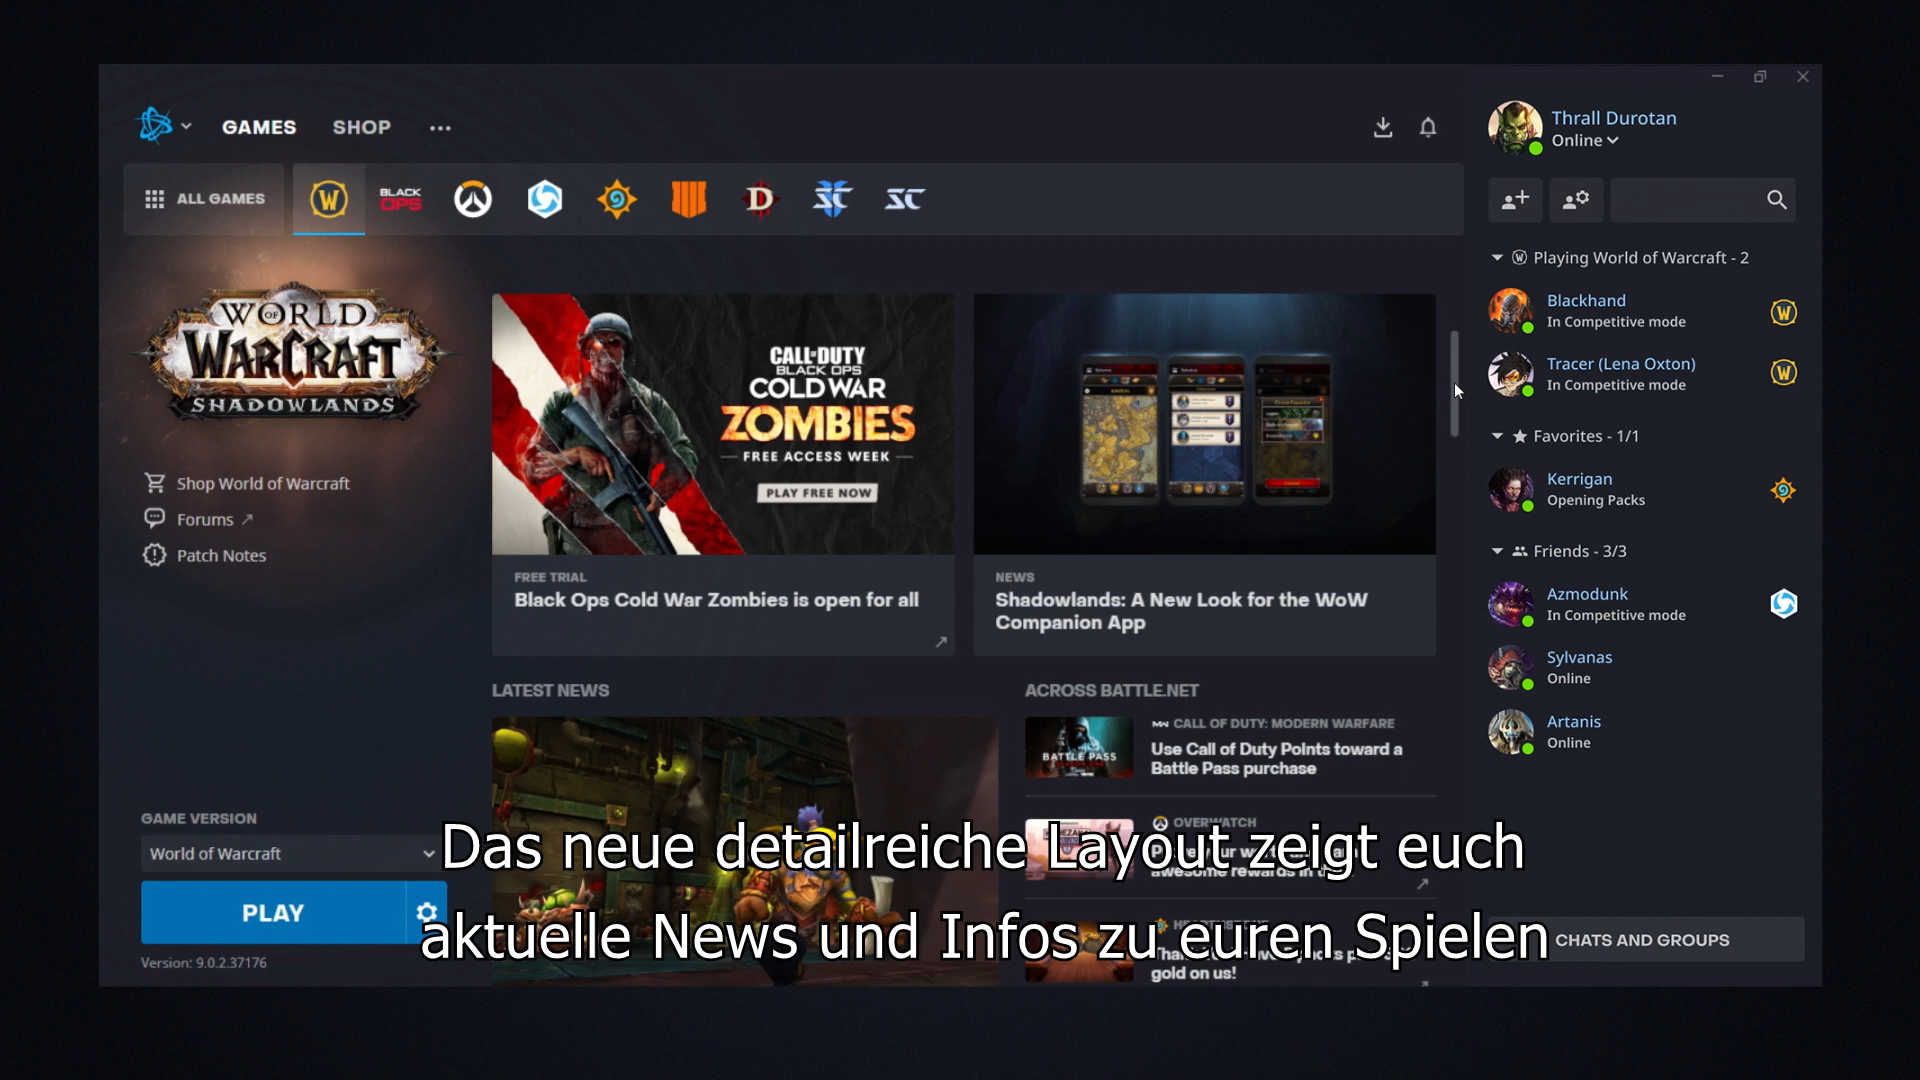 GAMES SHOP
Thrall Durotan
Online
ALL GAMES
BLACK OPS
Playing World of Warcraft - 2
Blackhand
In Competitive mode
Tracer (Lena Oxton)
In Competitive mode
Favorites - 1/1
Kerrigan
Opening Packs
Friends - 3/3
Azmodunk
In Competitive mode
Sylvanas
Online
Artanis
Online
CHATS AND GROUPS
WORLD OF
WARCRAFT
SHADOWLANDS
Shop World of Warcraft
Forums
Patch Notes
GAME VERSION
World of Warcraft
PLAY
Version: 9.0.2.37176
CALL OF DUTY
BLACK OPS
COLD WAR
ZOMBIES
FREE ACCESS WEEK
PLAY FREE NOW
FREE TRIAL
Black Ops Cold War Zombies is open for all
NEWS
Shadowlands: A New Look for the WoW
Companion App
LATEST NEWS
ACROSS BATTLE.NET
BATTLE PASS
CALL OF DUTY: MODERN WARFARE
Use Call of Duty Points toward a
Battle Pass purchase
OVERWATCH
awesome rewards in
gold on us!
Das neue detailreiche Layout zeigt euch
aktuelle News und Infos zu euren Spielen